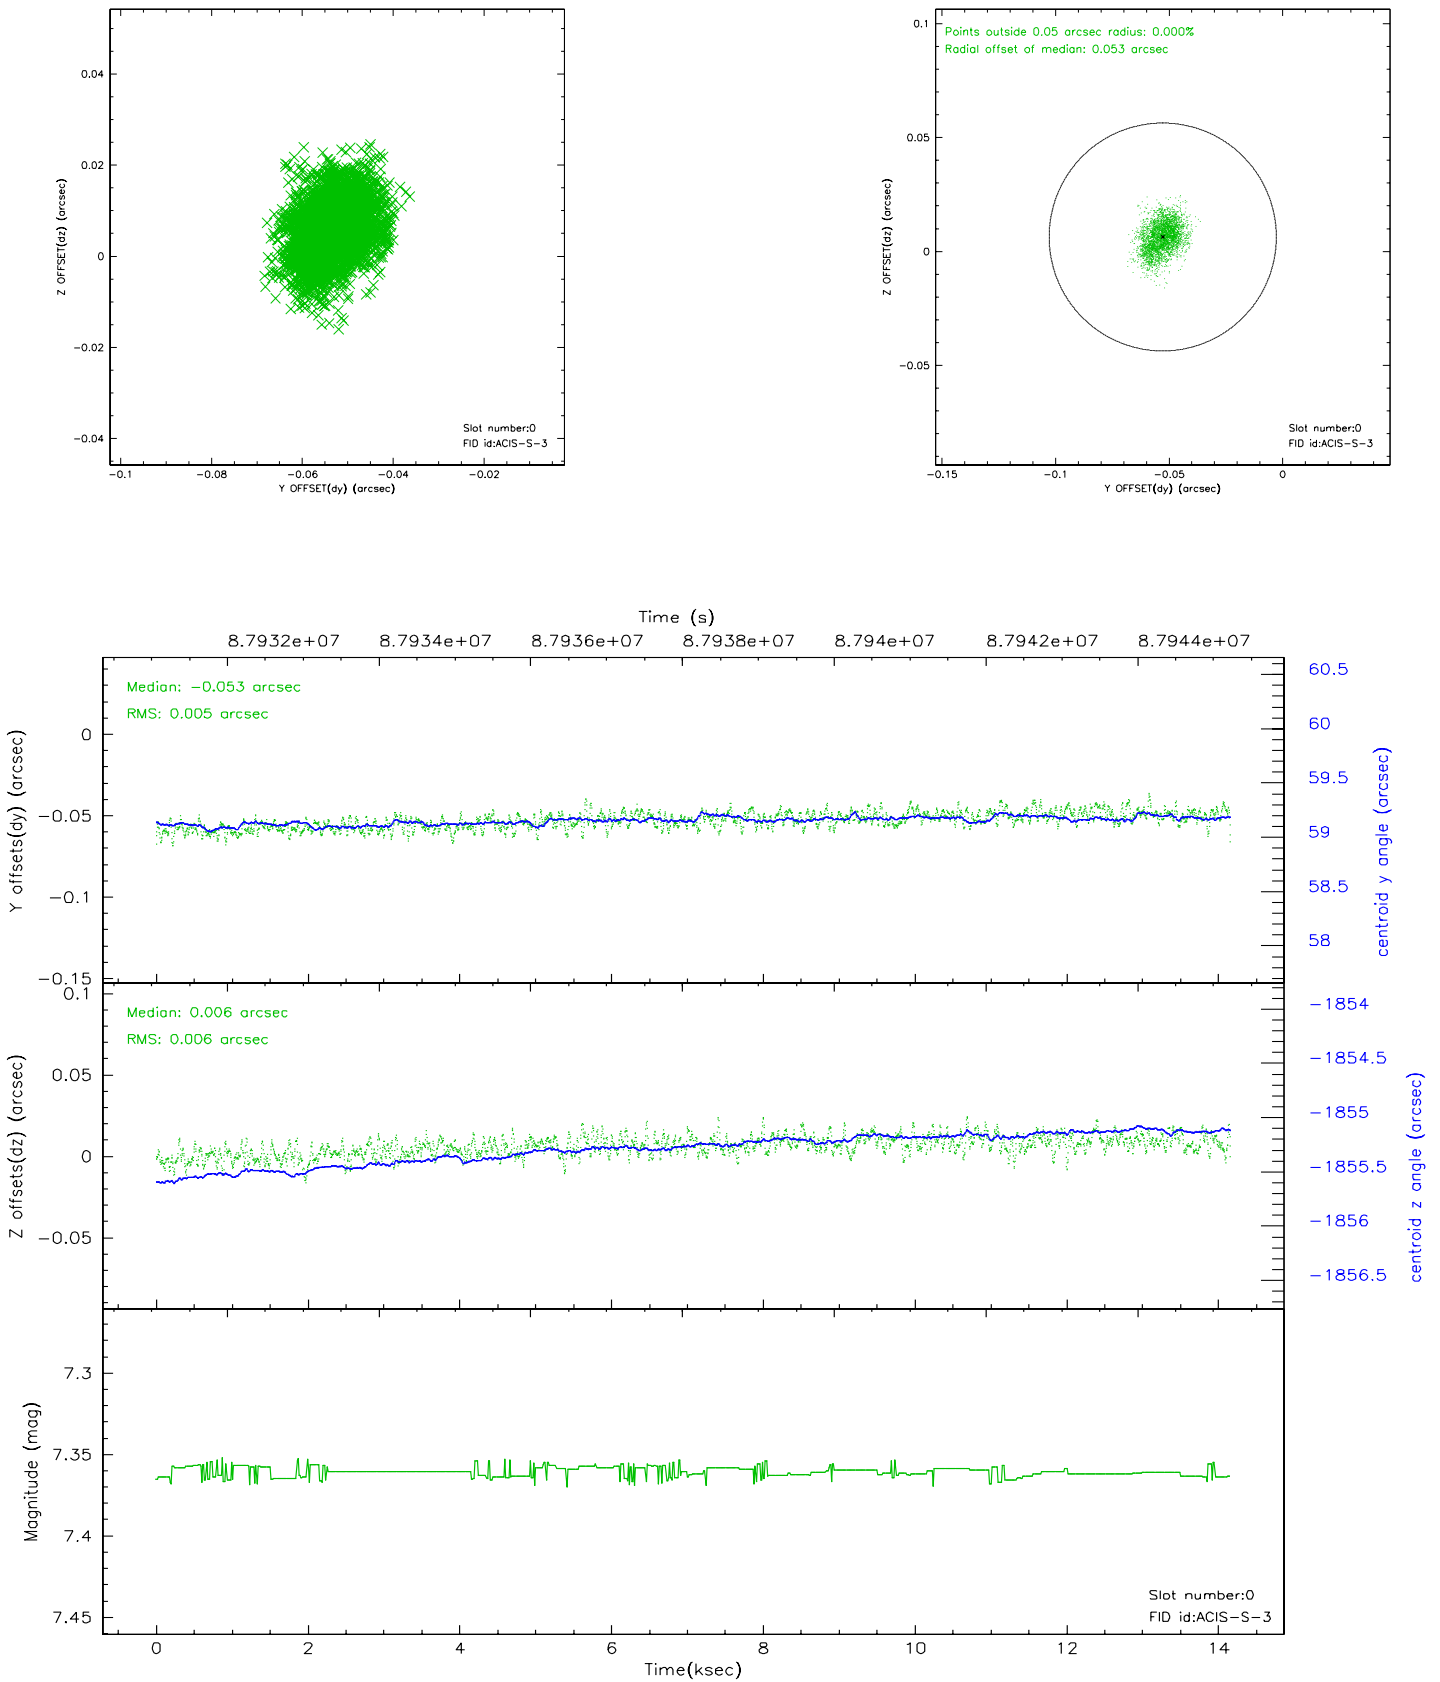 0.04
0.02
0
−0.02
−0.04
Z OFFSET(dz) (arcsec)
Slot number:0
FID id:ACIS−S−3
−0.1
−0.08
−0.06
−0.04
−0.02
Y OFFSET(dy) (arcsec)
Points outside 0.05 arcsec radius: 0.000%
Radial offset of median: 0.053 arcsec
0.1
0.05
0
−0.05
Z OFFSET(dz) (arcsec)
Slot number:0
FID id:ACIS−S−3
−0.15
−0.1
−0.05
0
Y OFFSET(dy) (arcsec)
Time (s)
8.7932e+07
8.7934e+07
8.7936e+07
8.7938e+07
8.794e+07
8.7942e+07
8.7944e+07
Median: −0.053 arcsec
RMS: 0.005 arcsec
0
−0.05
−0.1
−0.15
Y offsets(dy) (arcsec)
60.5
60
59.5
59
58.5
58
centroid y angle (arcsec)
Median: 0.006 arcsec
RMS: 0.006 arcsec
0.1
0.05
0
−0.05
Z offsets(dz) (arcsec)
−1854
−1854.5
−1855
−1855.5
−1856
−1856.5
centroid z angle (arcsec)
7.3
7.35
7.4
7.45
Magnitude (mag)
Slot number:0
FID id:ACIS−S−3
0
2
4
6
8
10
12
14
Time(ksec)